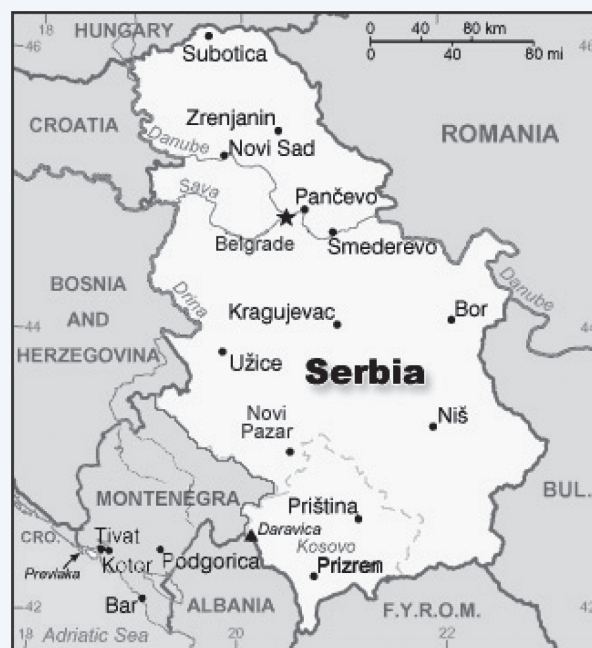 18
HUNGARY
46
Subotica
0 40 80 km
0 40 80 mi
46
CROATIA
Zrenjanin
ROMANIA
Danube
Novi Sad
Sava
Pančevo
Belgrade
Smederevo
BOSNIA
AND
HERZEGOVINA
Drina
Danube
Kragujevac
Bor
44
44
Užice
Serbia
Novi
Pazar
Niš
MONTENEGRA
BUL.
Priština
CRO.
Tivat
Daravica
Kosovo
Prevlaka
Kotor
Podgorica
Prizren
Bar
ALBANIA
F.Y.R.O.M.
42
42
18
Adriatic Sea
20
22